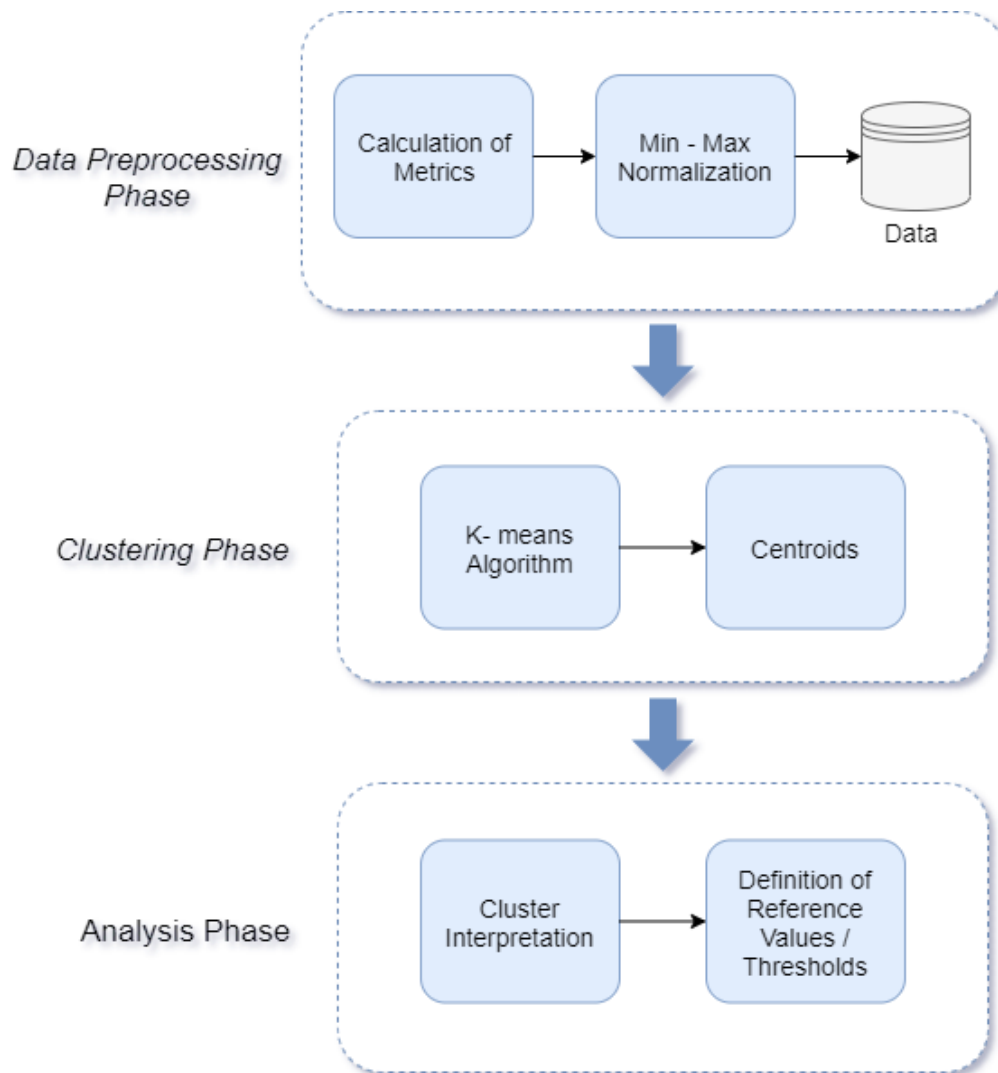 Data Preprocessing
Phase
Calculation of
Metrics
Min - Max
Normalization
Data
Clustering Phase
K- means
Algorithm
Centroids
Analysis Phase
Cluster
Interpretation
Definition of
Reference
Values /
Thresholds